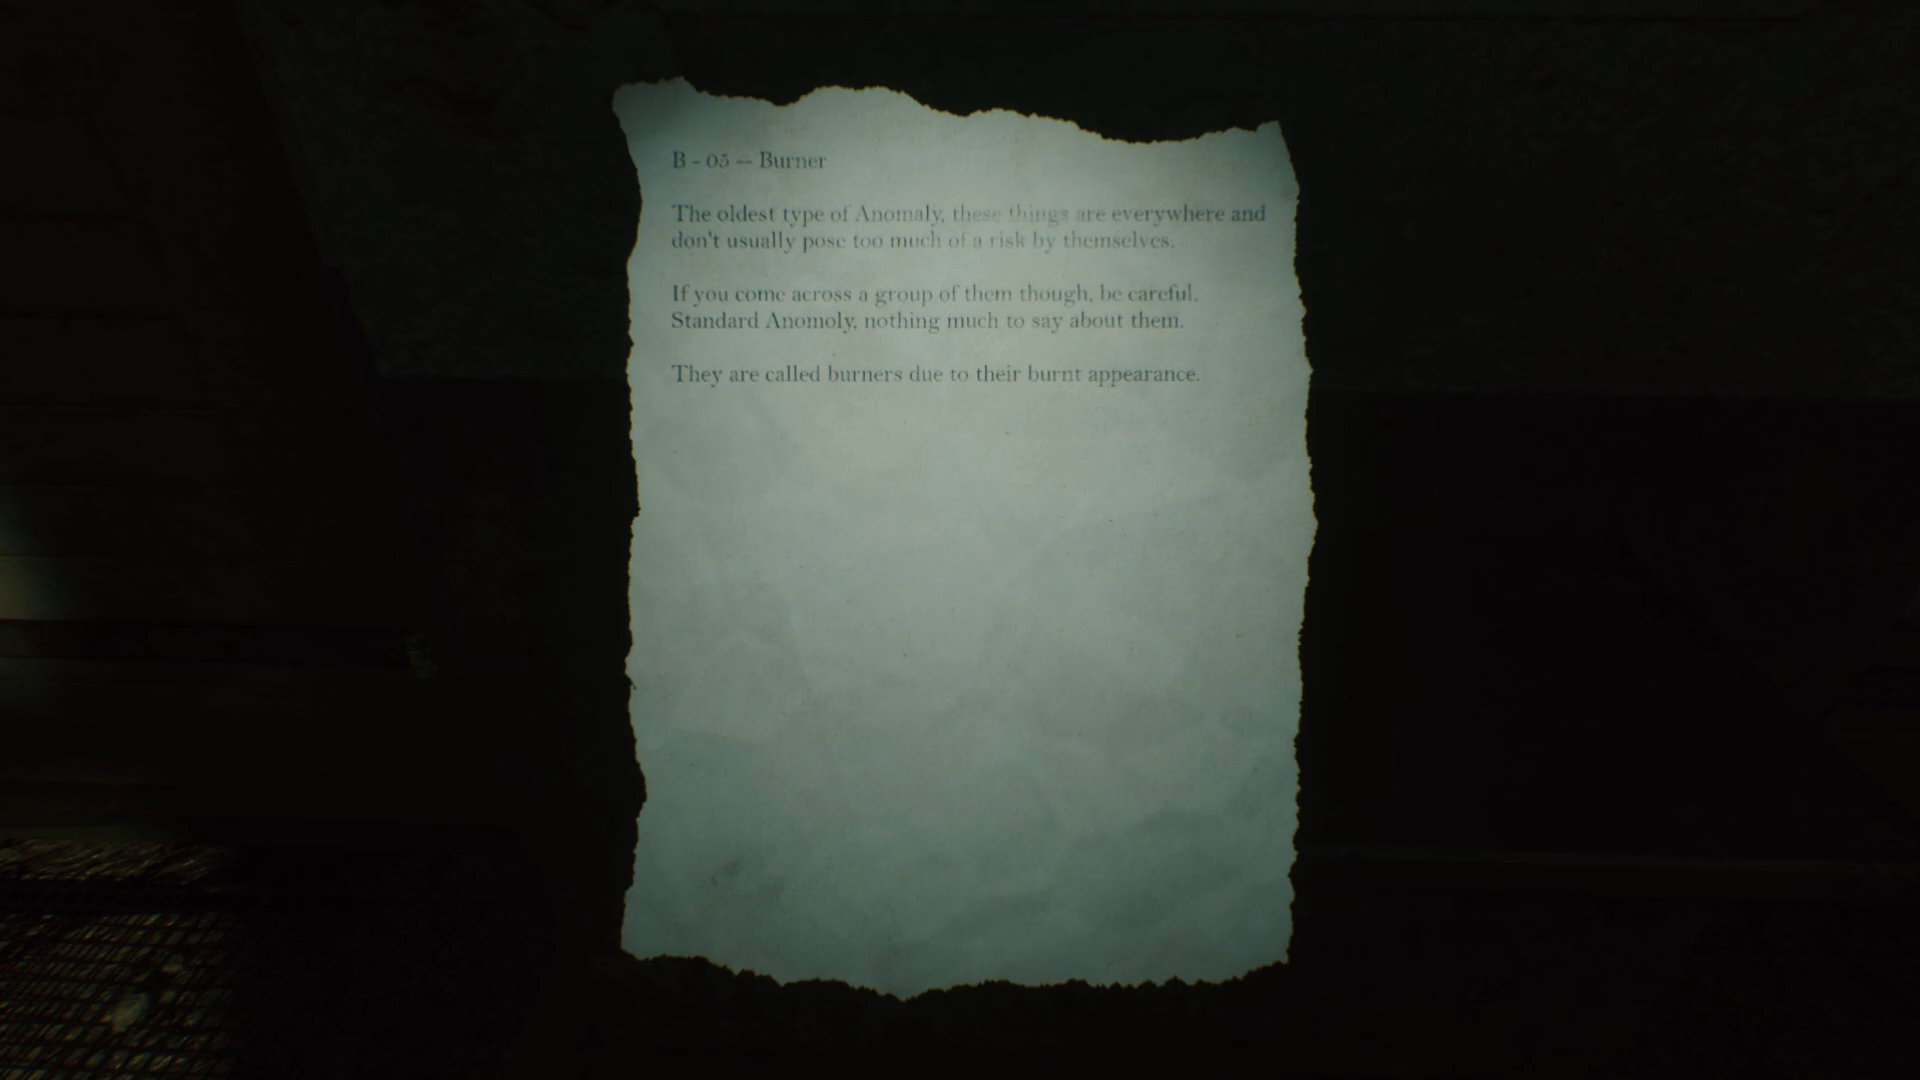 B - 05 – Burner
The oldest type of Anomaly, these things are everywhere and
don't usually pose too much of a risk by themselves.
If you come across a group of them though, be careful.
Standard Anomoly, nothing much to say about them.
They are called burners due to their burnt appearance.